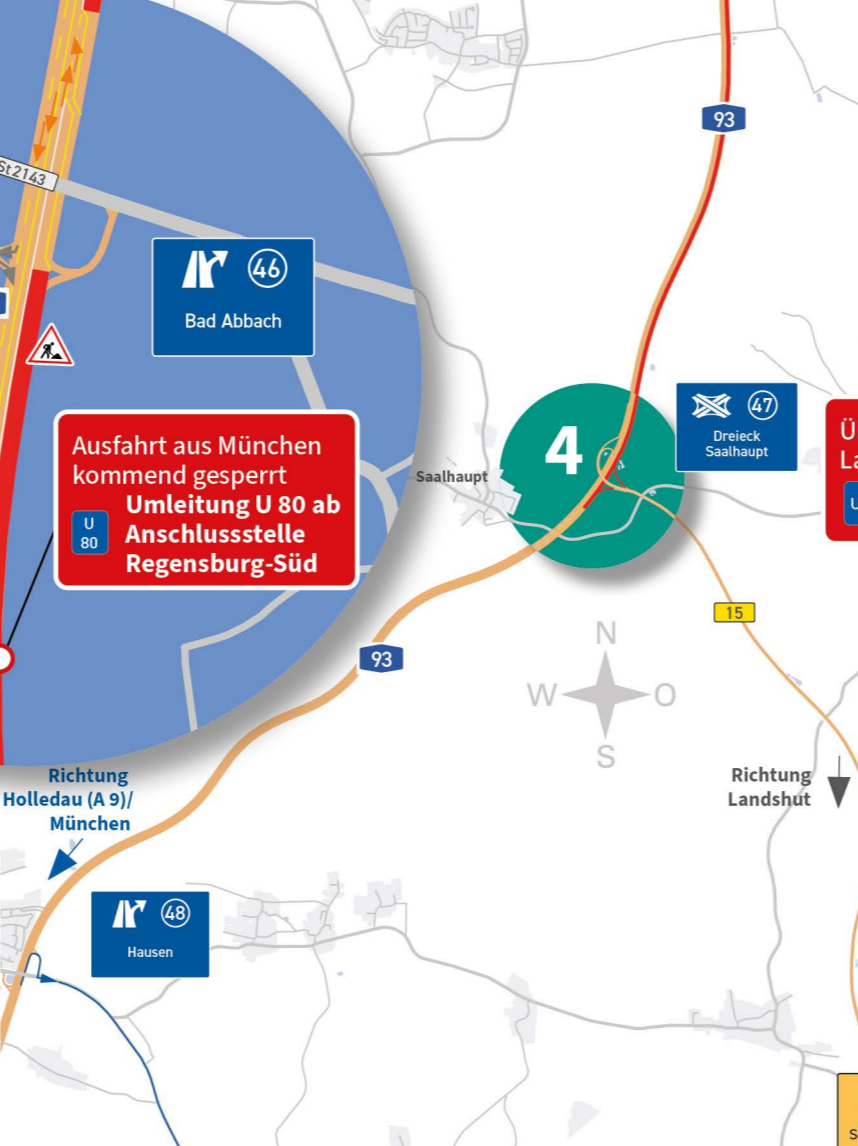 St 2143
93
46
Bad Abbach
47
Dreieck
Saalhaupt
4
Saalhaupt
Ausfahrt aus München
kommend gesperrt
Umleitung U 80 ab
Anschlussstelle
Regensburg-Süd
U
80
Ü
La
U
15
93
N
W
O
S
Richtung
Holledau (A 9)/
München
Richtung
Landshut
48
Hausen
S